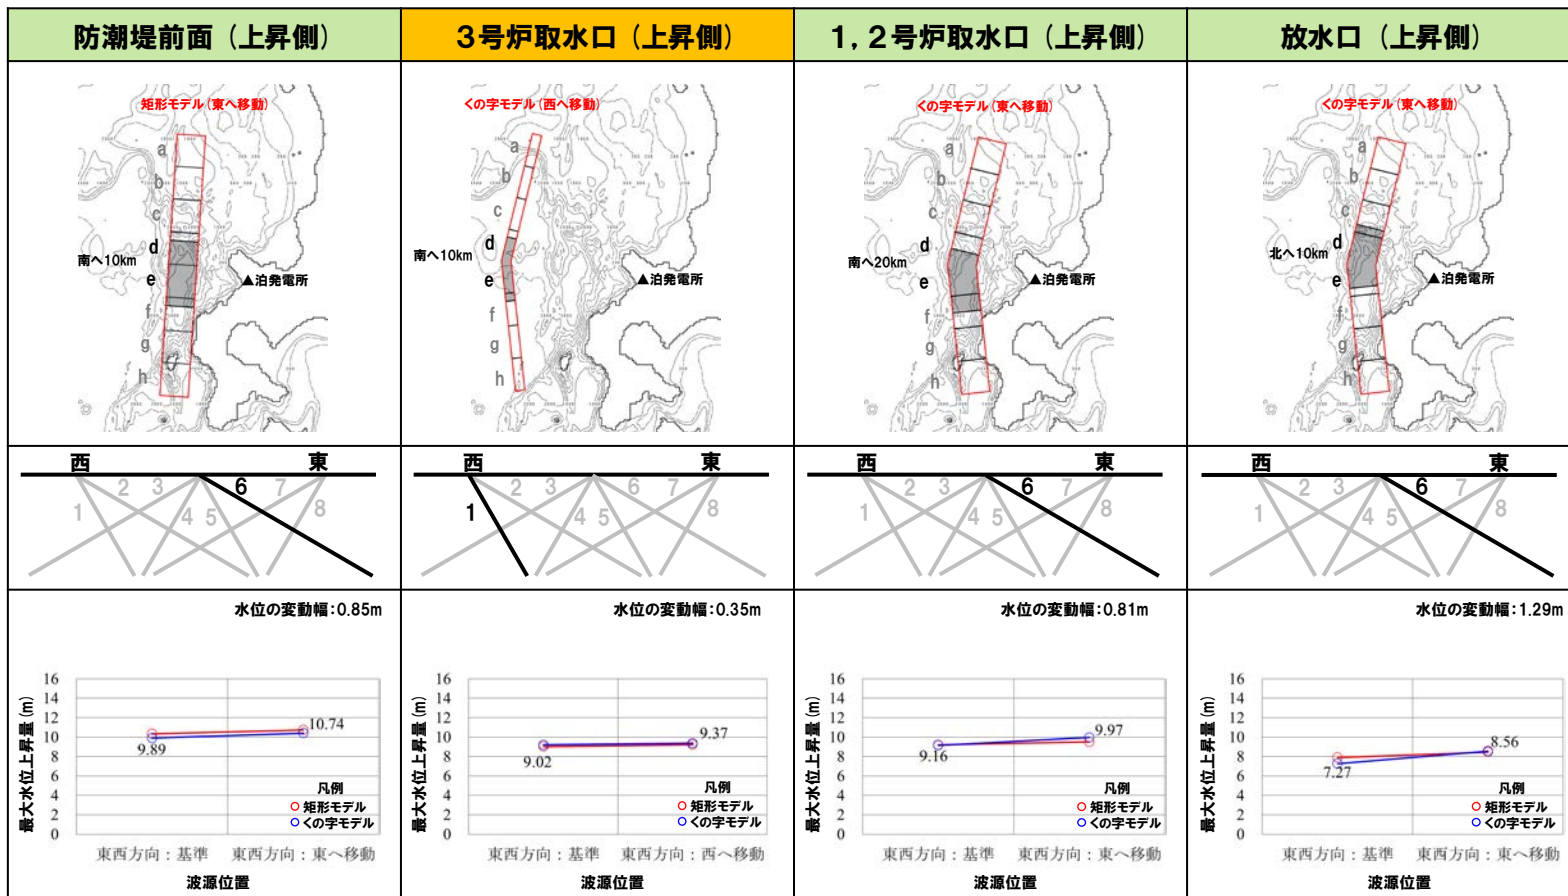 防潮堤前面（上昇側）
矩形モデル(東へ移動)
a
b
c
d
南へ10km
e
▲泊発電所
f
g
h
西
東
1
2
3
4
5
6
7
8
水位の変動幅:0.85m
最大水位上昇量(m)
16
14
12
10
8
6
4
2
0
10.74
9.89
凡例
矩形モデル
くの字モデル
東西方向：基準
東西方向：東へ移動
波源位置
３号炉取水口（上昇側）
くの字モデル(西へ移動)
a
b
c
d
南へ10km
e
▲泊発電所
f
g
h
西
東
1
2
3
4
5
6
7
8
水位の変動幅:0.35m
最大水位上昇量(m)
16
14
12
10
8
6
4
2
0
9.37
9.02
凡例
矩形モデル
くの字モデル
東西方向：基準
東西方向：西へ移動
波源位置
１,２号炉取水口（上昇側）
くの字モデル(東へ移動)
a
b
c
d
南へ20km
e
▲泊発電所
f
g
h
西
東
1
2
3
4
5
6
7
8
水位の変動幅:0.81m
最大水位上昇量(m)
16
14
12
10
8
6
4
2
0
9.97
9.16
凡例
矩形モデル
くの字モデル
東西方向：基準
東西方向：東へ移動
波源位置
放水口（上昇側）
くの字モデル(東へ移動)
a
b
c
d
北へ10km
e
▲泊発電所
f
g
h
西
東
1
2
3
4
5
6
7
8
水位の変動幅:1.29m
最大水位上昇量(m)
16
14
12
10
8
6
4
2
0
8.56
7.27
凡例
矩形モデル
くの字モデル
東西方向：基準
東西方向：東へ移動
波源位置